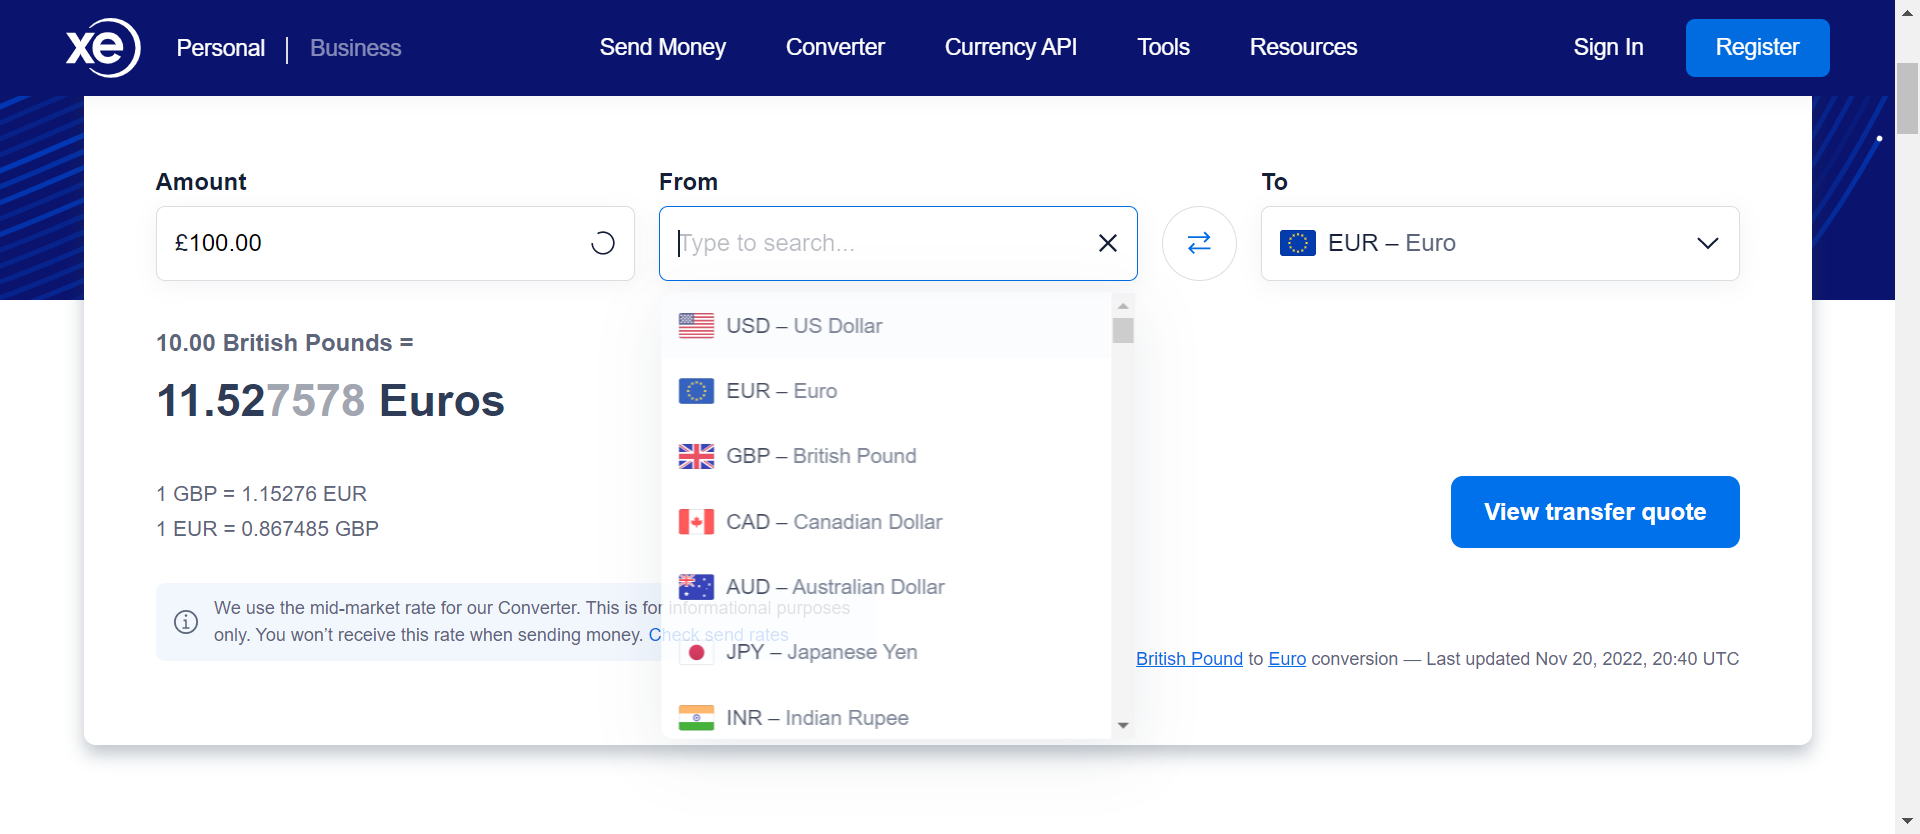 xe Personal | Business Send Money Converter Currency API Tools Resources Sign In Register
Amount From To
£100.00 Type to search... EUR – Euro
10.00 British Pounds =
11.527578 Euros
1 GBP = 1.15276 EUR
1 EUR = 0.867485 GBP
USD – US Dollar
EUR – Euro
GBP – British Pound
CAD – Canadian Dollar
AUD – Australian Dollar
JPY – Japanese Yen
INR – Indian Rupee
View transfer quote
We use the mid-market rate for our Converter. This is for informational purposes
only. You won’t receive this rate when sending money. Check send rates
British Pound to Euro conversion — Last updated Nov 20, 2022, 20:40 UTC